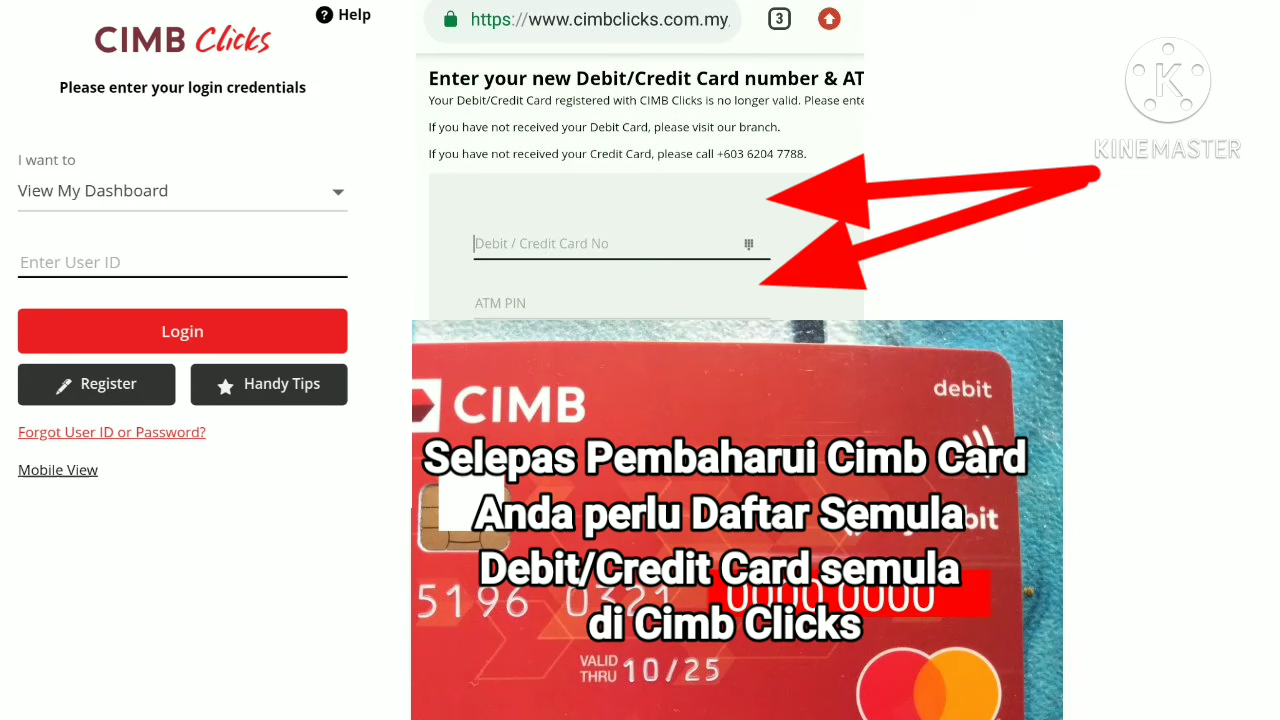 Help
CIMB Clicks
Please enter your login credentials
I want to
View My Dashboard
Enter User ID
Login
Register
Handy Tips
Forgot User ID or Password?
Mobile View
https://www.cimbclicks.com.my
3
Enter your new Debit/Credit Card number & AT
Your Debit/Credit Card registered with CIMB Clicks is no longer valid. Please ente
If you have not received your Debit Card, please visit our branch.
If you have not received your Credit Card, please call +603 6204 7788.
Debit / Credit Card No
ATM PIN
K
KINEMASTER
CIMB
debit
Selepas Pembaharui Cimb Card
Anda perlu Daftar Semula
Debit/Credit Card semula
di Cimb Clicks
5196 0321 0000 0000
VALID THRU 10/25